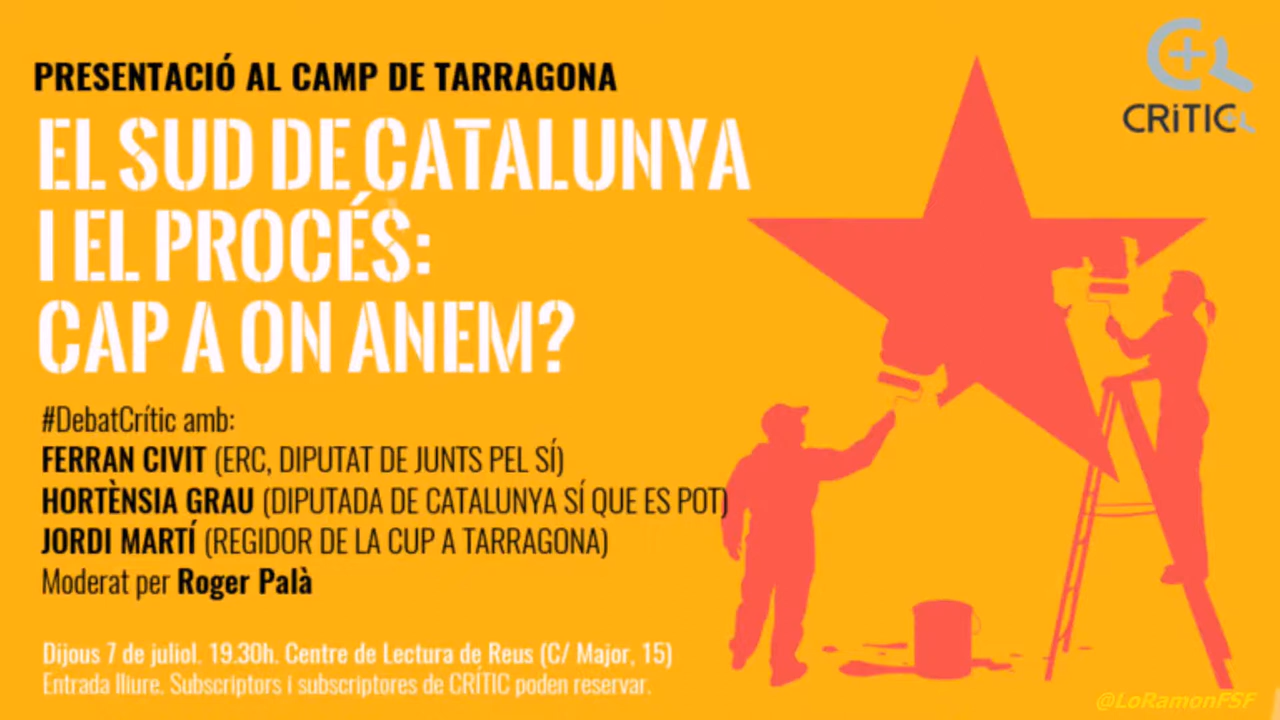 PRESENTACIÓ AL CAMP DE TARRAGONA
EL SUD DE CATALUNYA
I EL PROCÉS:
CAP A ON ANEM?
#DebatCrític amb:
FERRAN CIVIT (ERC, DIPUTAT DE JUNTS PEL SÍ)
HORTÈNSIA GRAU (DIPUTADA DE CATALUNYA SÍ QUE ES POT)
JORDI MARTÍ (REGIDOR DE LA CUP A TARRAGONA)
Moderat per Roger Palà
Dijous 7 de juliol. 19.30h. Centre de Lectura de Reus (C/ Major, 15)
Entrada lliure. Subscriptors i subscriptores de CRÍTIC poden reservar.
CRiTIC
@LoRamonFSF